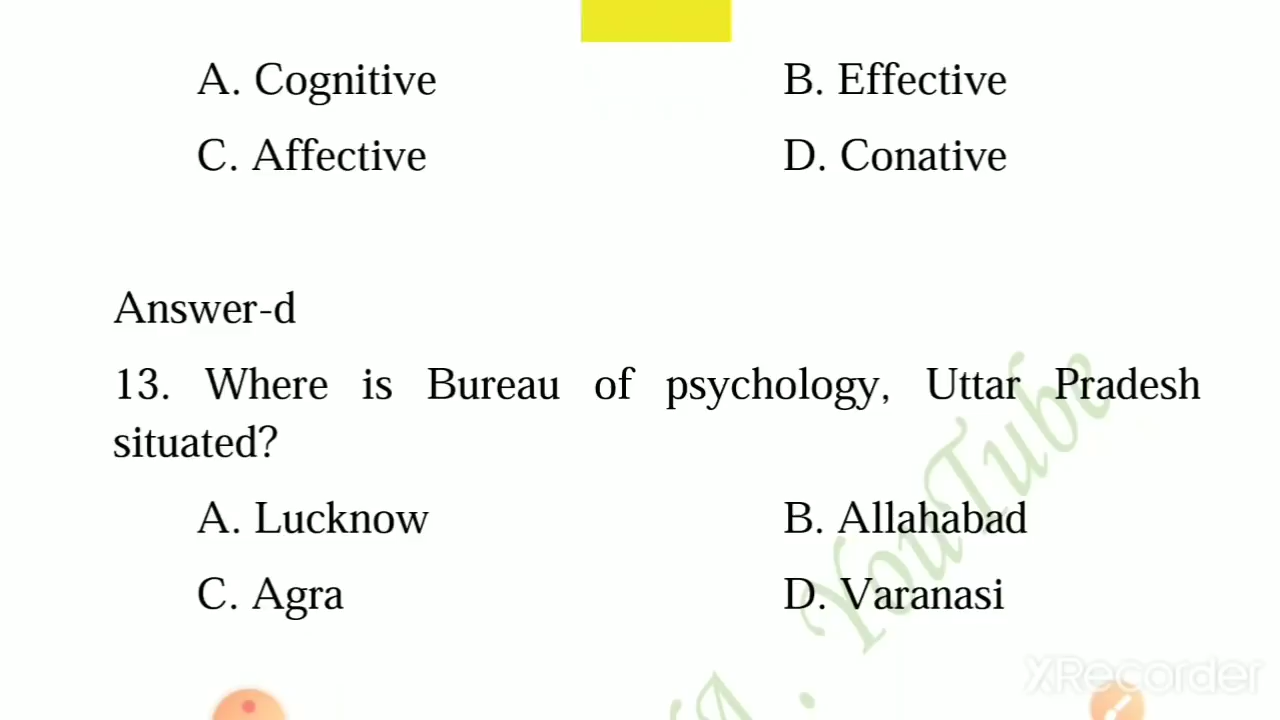 A. Cognitive B. Effective
C. Affective D. Conative
Answer-d
13. Where is Bureau of psychology, Uttar Pradesh
situated?
A. Lucknow B. Allahabad
C. Agra D. Varanasi
YouTube
XRecorder